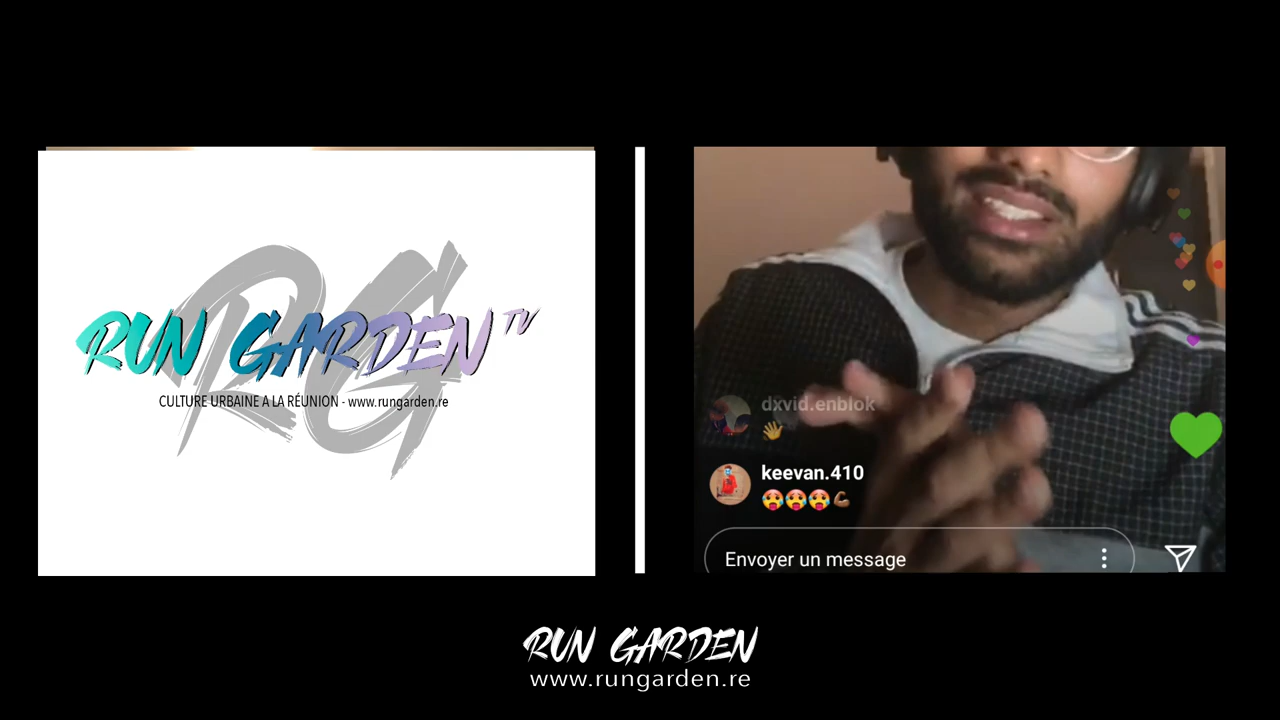 RG
RUN GARDEN TV
CULTURE URBAINE A LA RÉUNION - www.rungarden.re
dxvid.enblok
keevan.410
Envoyer un message
RUN GARDEN
www.rungarden.re